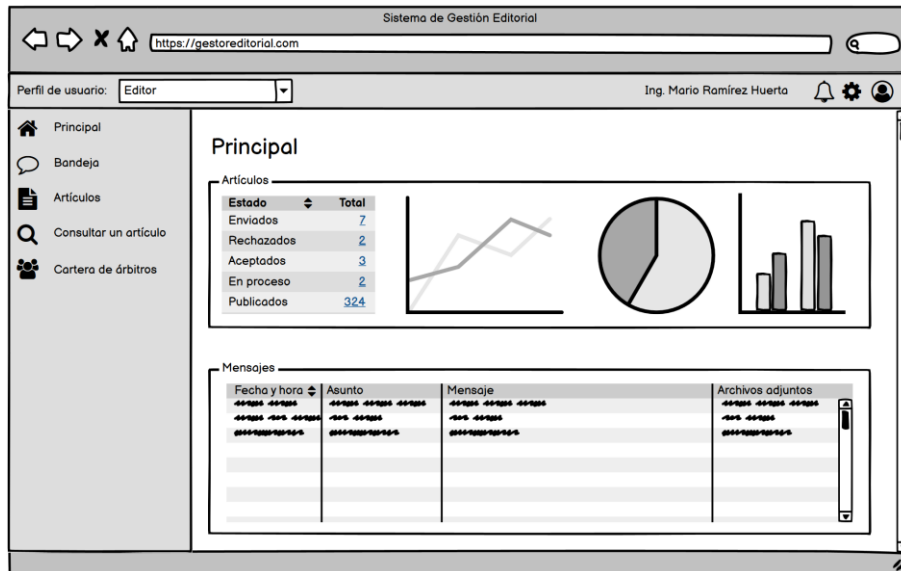 Sistema de Gestión Editorial
https://gestoreditorial.com
Perfil de usuario: Editor Ing. Mario Ramírez Huerta
Principal
Bandeja
Artículos
Consultar un artículo
Cartera de árbitros
Principal
Artículos
Estado Total
Enviados 7
Rechazados 2
Aceptados 3
En proceso 2
Publicados 324
Mensajes
Fecha y hora Asunto Mensaje Archivos adjuntos